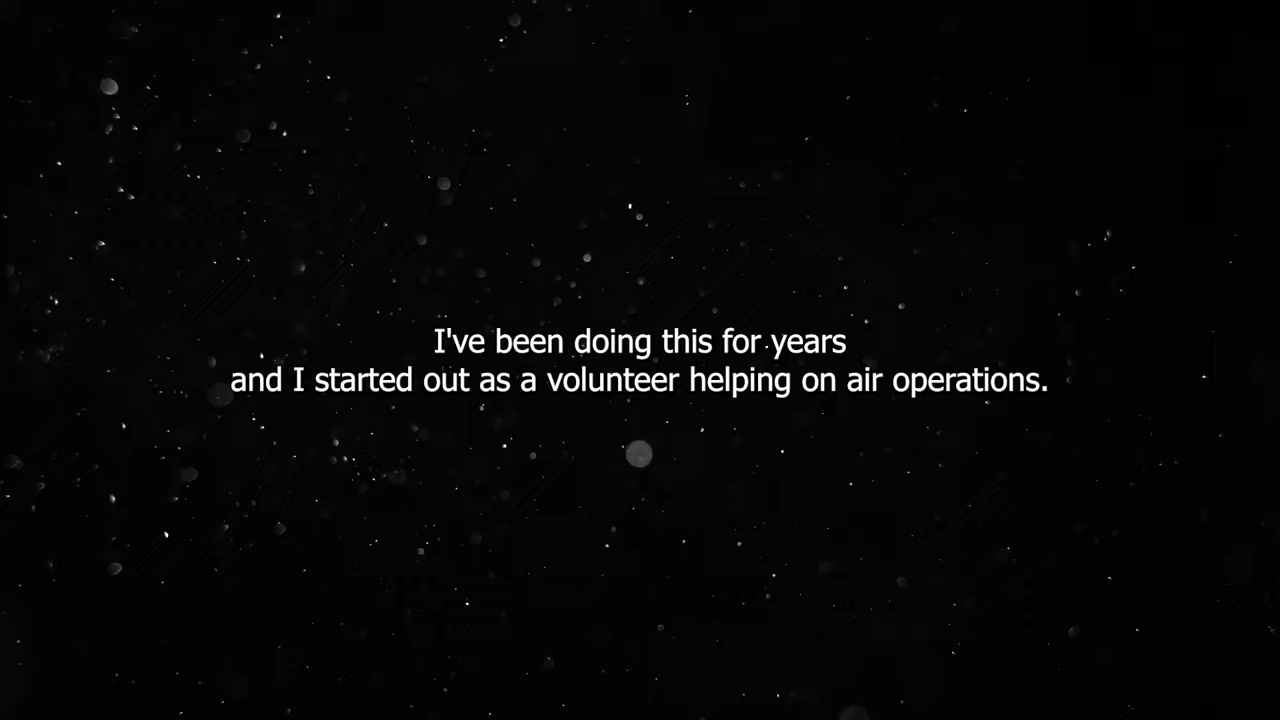 I've been doing this for years
and I started out as a volunteer helping on air operations.